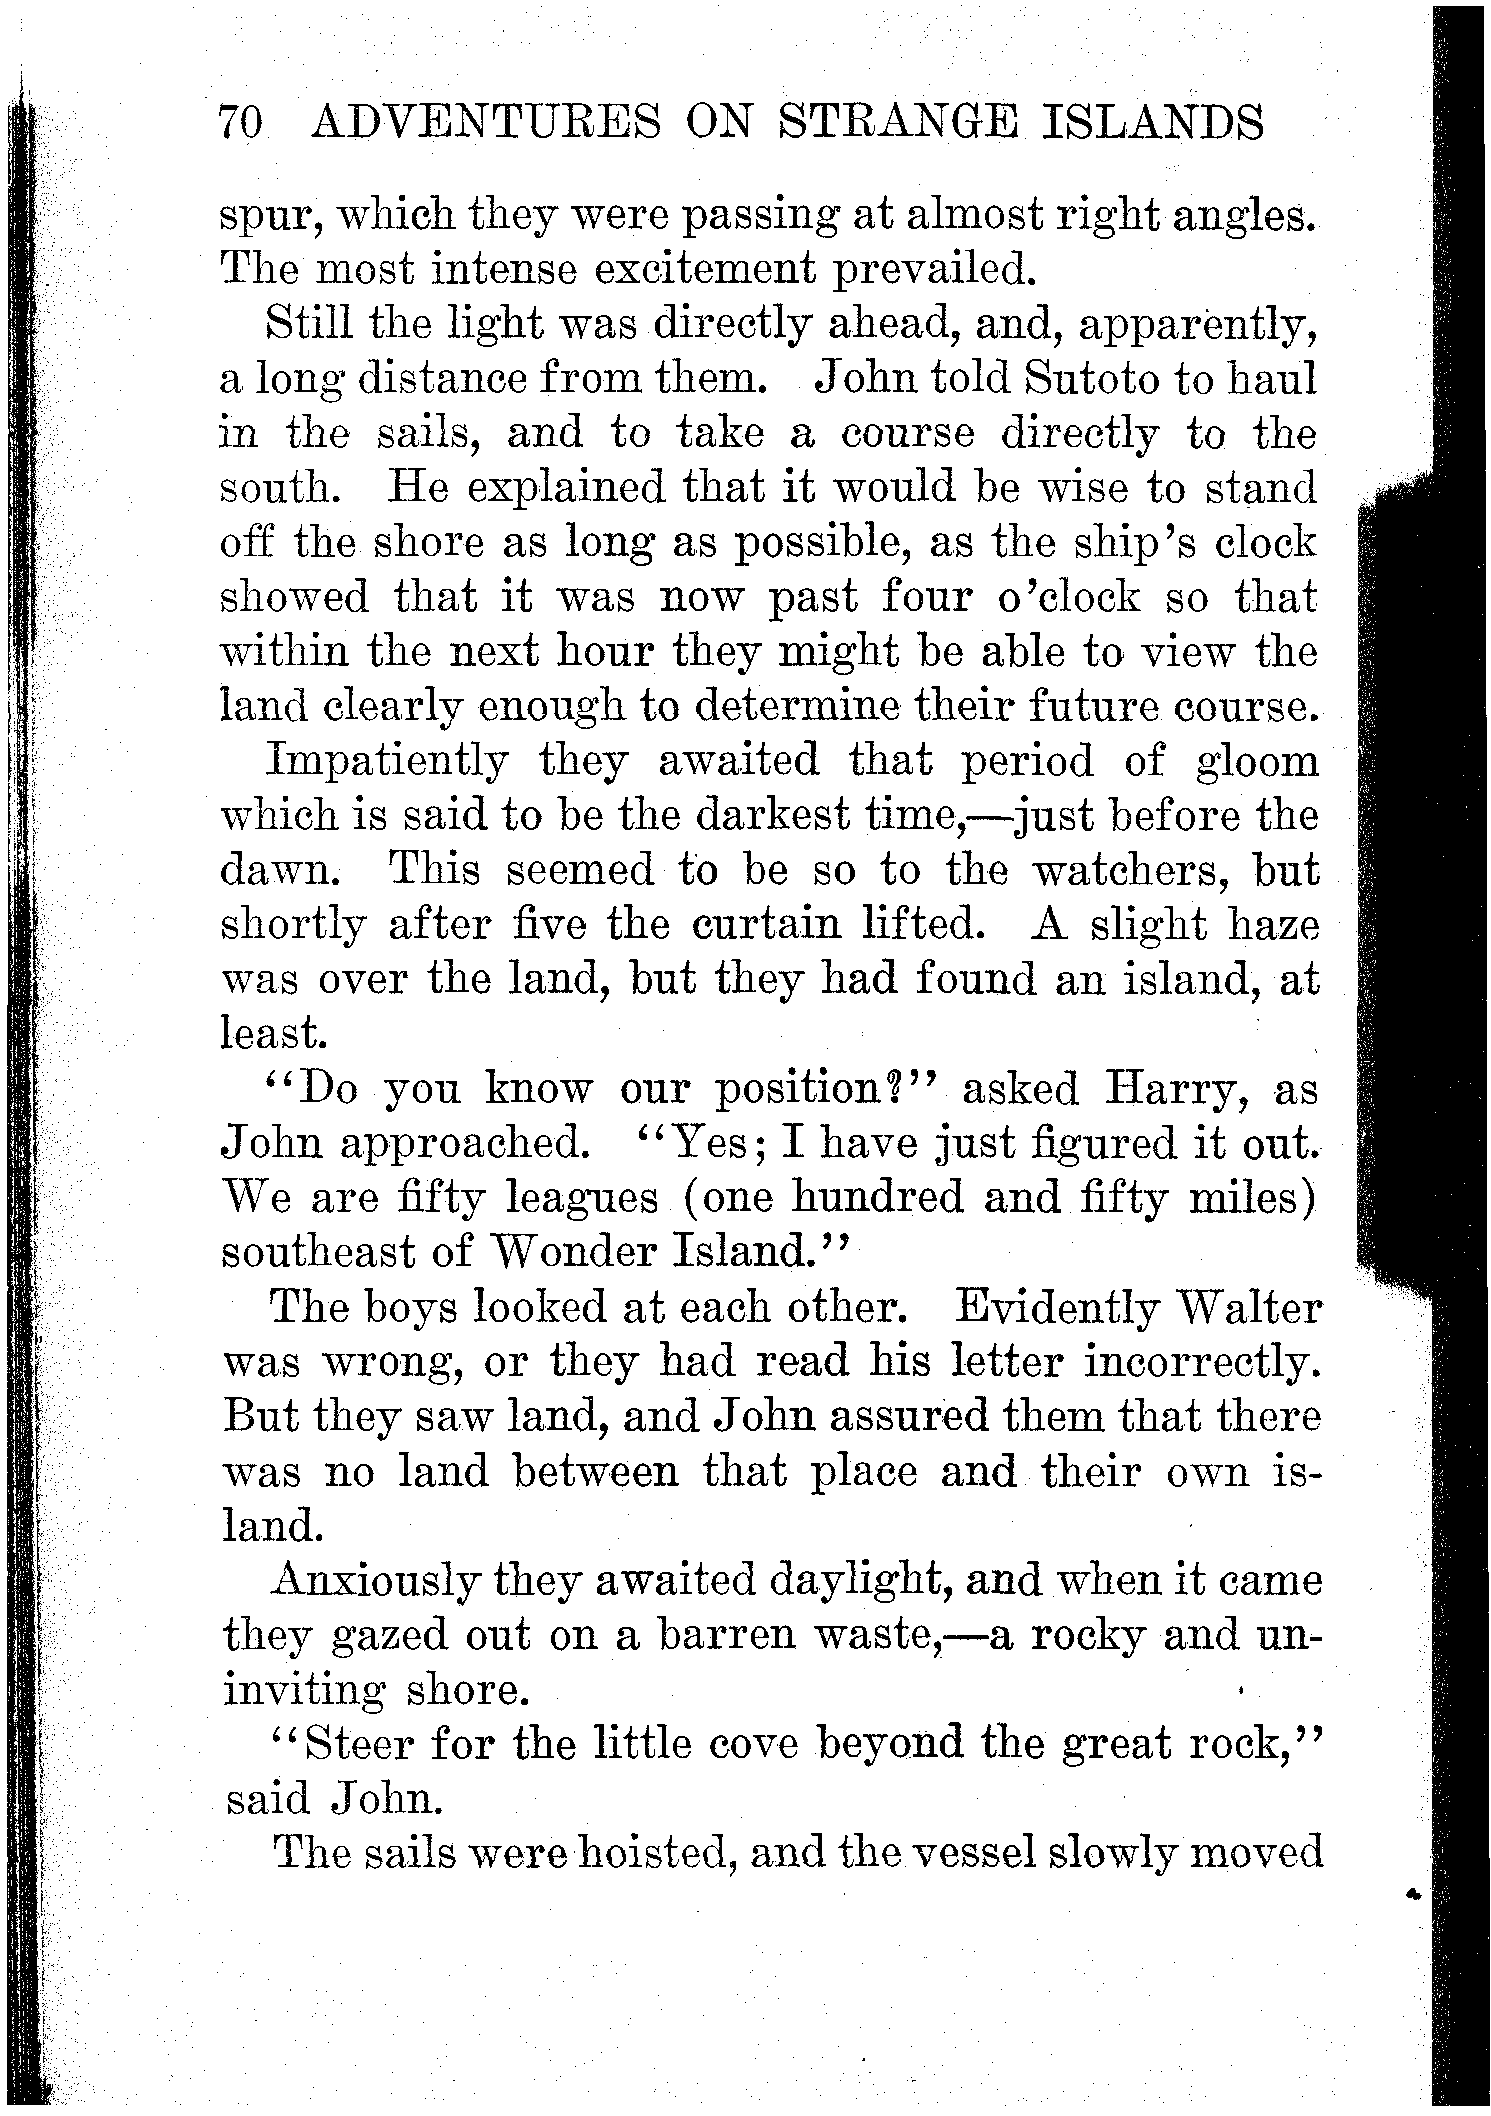 70 ADVENTURES ON STRANGE ISLANDS
spur, which they were passing at almost right angles.
The most intense excitement prevailed.
Still the light was directly ahead, and, apparently,
a long distance from them. John told Sutoto to haul
in the sails, and to take a course directly to the
south. He explained that it would be wise to stand
off the shore as long as possible, as the ship's clock
showed that it was now past four o'clock so that
within the next hour they might be able to view the
land clearly enough to determine their future course.
Impatiently they awaited that period of gloom
which is said to be the darkest time,—just before the
dawn. This seemed to be so to the watchers, but
shortly after five the curtain lifted. A slight haze
was over the land, but they had found an island, at
least.
"Do you know our position?" asked Harry, as
John approached. "Yes; I have just figured it out.
We are fifty leagues (one hundred and fifty miles)
southeast of Wonder Island."
The boys looked at each other. Evidently Walter
was wrong, or they had read his letter incorrectly.
But they saw land, and John assured them that there
was no land between that place and their own is-
land.
Anxiously they awaited daylight, and when it came
they gazed out on a barren waste,—a rocky and un-
inviting shore.
"Steer for the little cove beyond the great rock,"
said John.
The sails were hoisted, and the vessel slowly moved